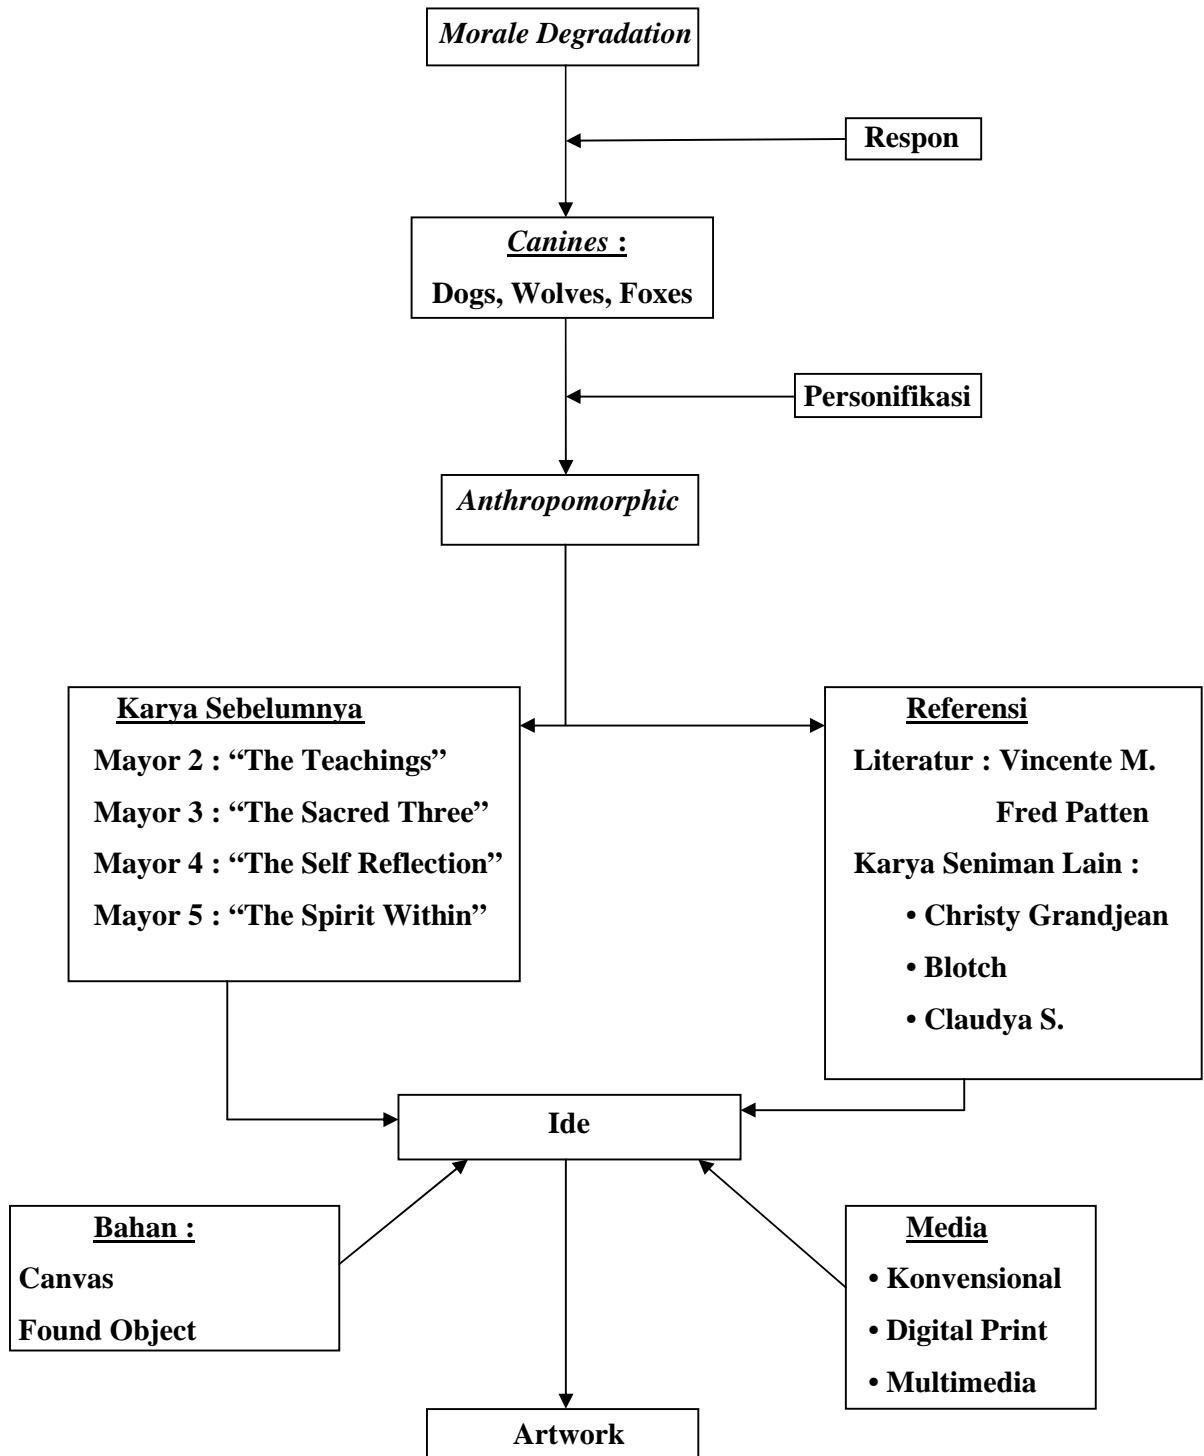 Morale Degradation
Respon
Canines :
Dogs, Wolves, Foxes
Personifikasi
Anthropomorphic
Karya Sebelumnya
Mayor 2 : “The Teachings”
Mayor 3 : “The Sacred Three”
Mayor 4 : “The Self Reflection”
Mayor 5 : “The Spirit Within”
Referensi
Literatur : Vincente M.
Fred Patten
Karya Seniman Lain :
• Christy Grandjean
• Blotch
• Claudya S.
Ide
Bahan :
Canvas
Found Object
Media
• Konvensional
• Digital Print
• Multimedia
Artwork